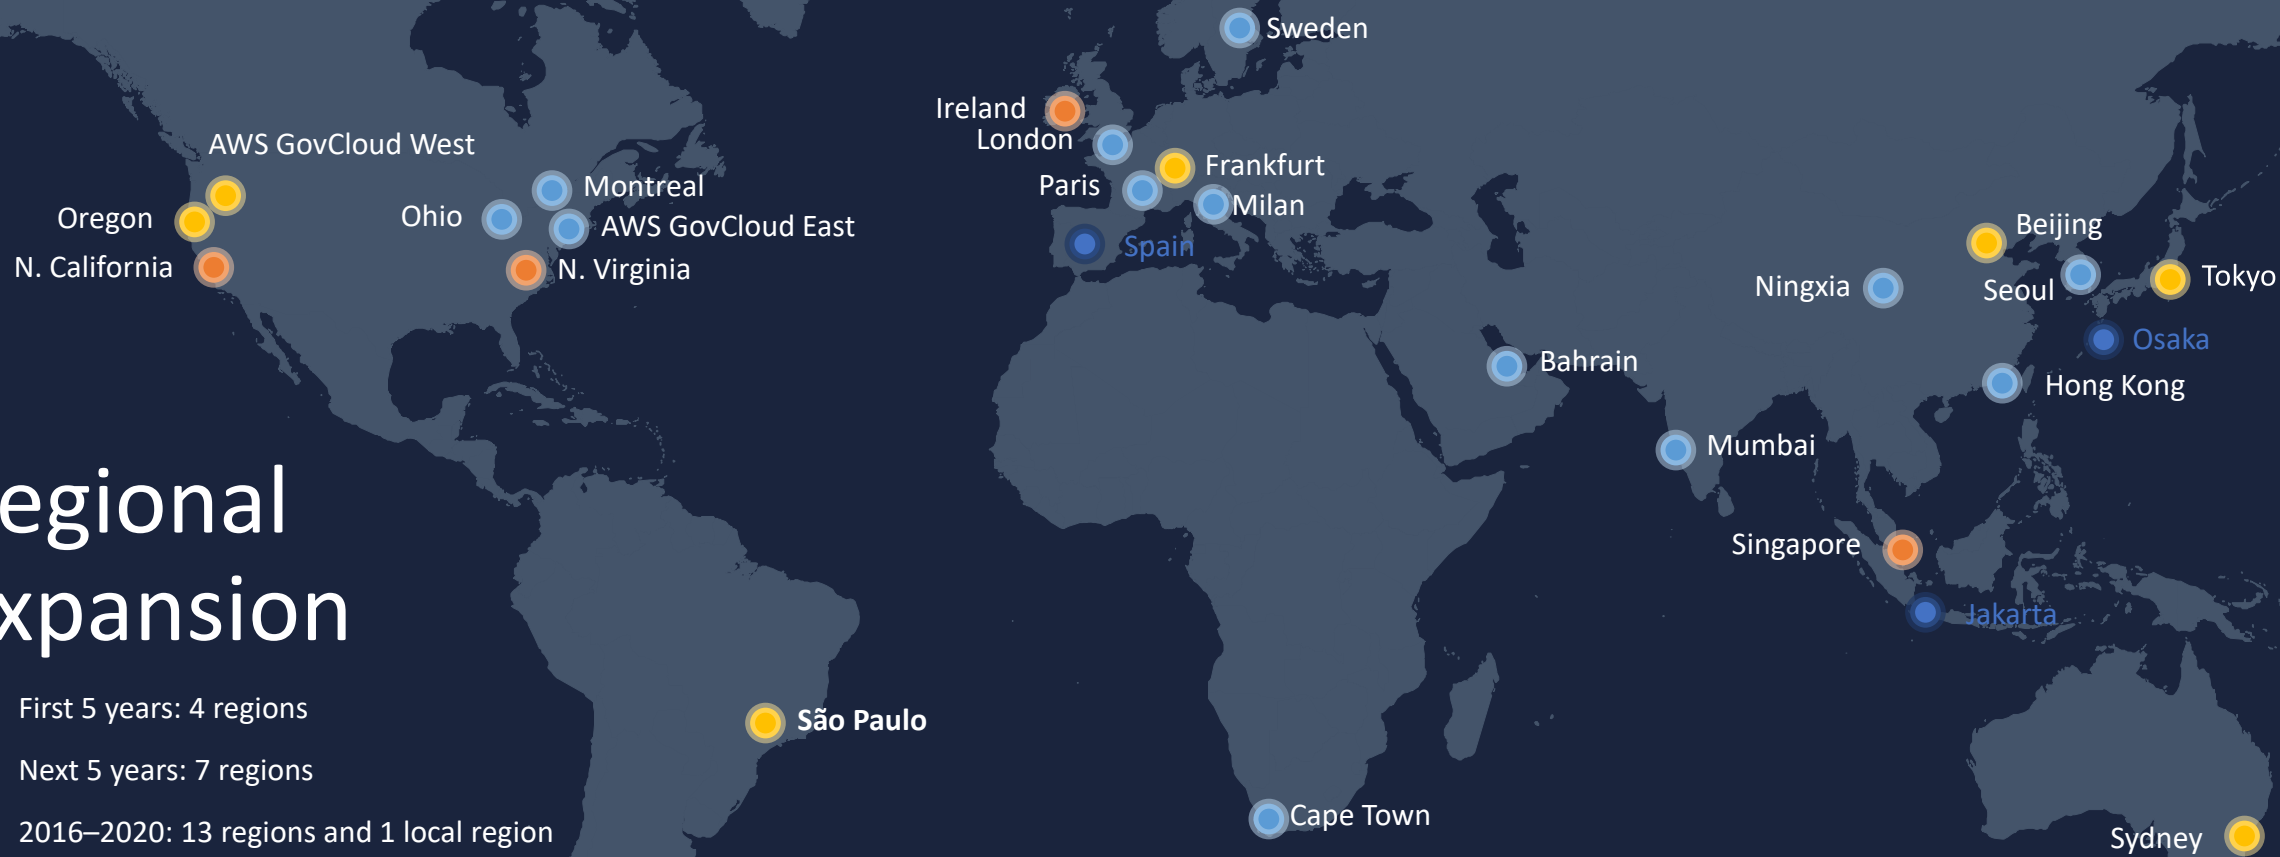 Sweden
Ireland
London
AWS GovCloud West
Frankfurt
Paris
Montreal
Milan
Oregon
Ohio
AWS GovCloud East
Beijing
Spain
N. California
N. Virginia
Tokyo
Ningxia
Seoul
Osaka
Bahrain
Hong Kong
Mumbai
egional
xpansion
Singapore
Jakarta
First 5 years: 4 regions
São Paulo
Next 5 years: 7 regions
Cape Town
2016–2020: 13 regions and 1 local region
Sydney